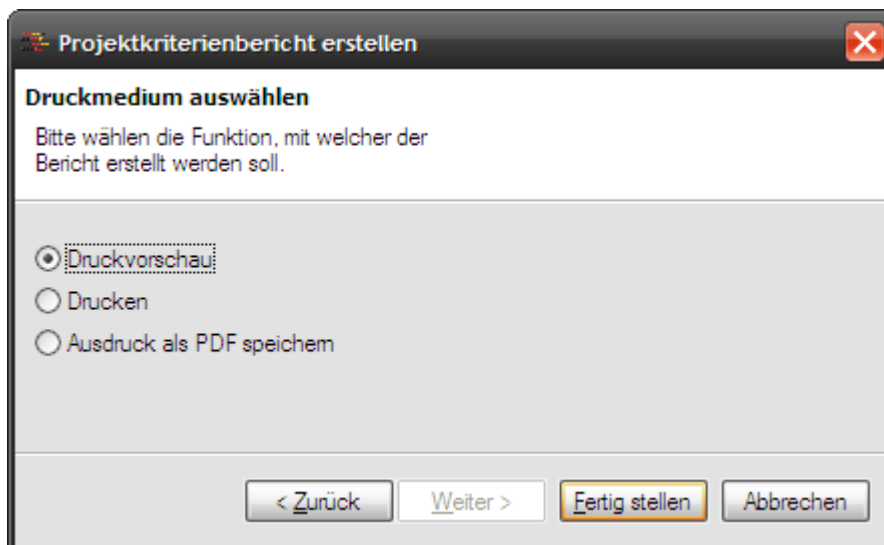 Projektkriterienbericht erstellen
Druckmedium auswählen
Bitte wählen die Funktion, mit welcher der
Bericht erstellt werden soll.
Druckvorschau
Drucken
Ausdruck als PDF speichern
< Zurück Weiter > Fertig stellen Abbrechen